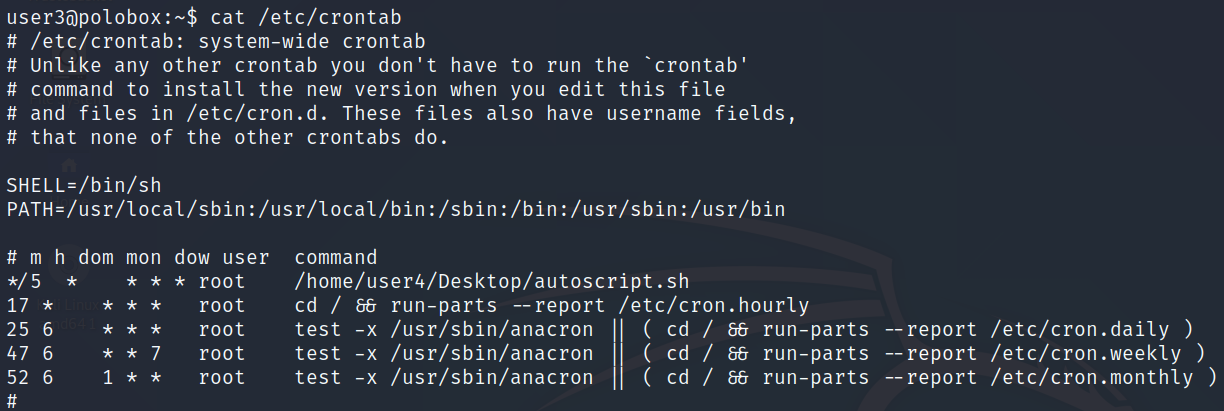 user3@polobox:~$ cat /etc/crontab
# /etc/crontab: system-wide crontab
# Unlike any other crontab you don't have to run the `crontab'
# command to install the new version when you edit this file
# and files in /etc/cron.d. These files also have username fields,
# that none of the other crontabs do.

SHELL=/bin/sh
PATH=/usr/local/sbin:/usr/local/bin:/sbin:/bin:/usr/sbin:/usr/bin

# m h dom mon dow user  command
*/5  *    * * * root    /home/user4/Desktop/autoscript.sh
17 *    * * *   root    cd / && run-parts --report /etc/cron.hourly
25 6    * * *   root    test -x /usr/sbin/anacron || ( cd / && run-parts --report /etc/cron.daily )
47 6    * * 7   root    test -x /usr/sbin/anacron || ( cd / && run-parts --report /etc/cron.weekly )
52 6    1 * *   root    test -x /usr/sbin/anacron || ( cd / && run-parts --report /etc/cron.monthly )
#